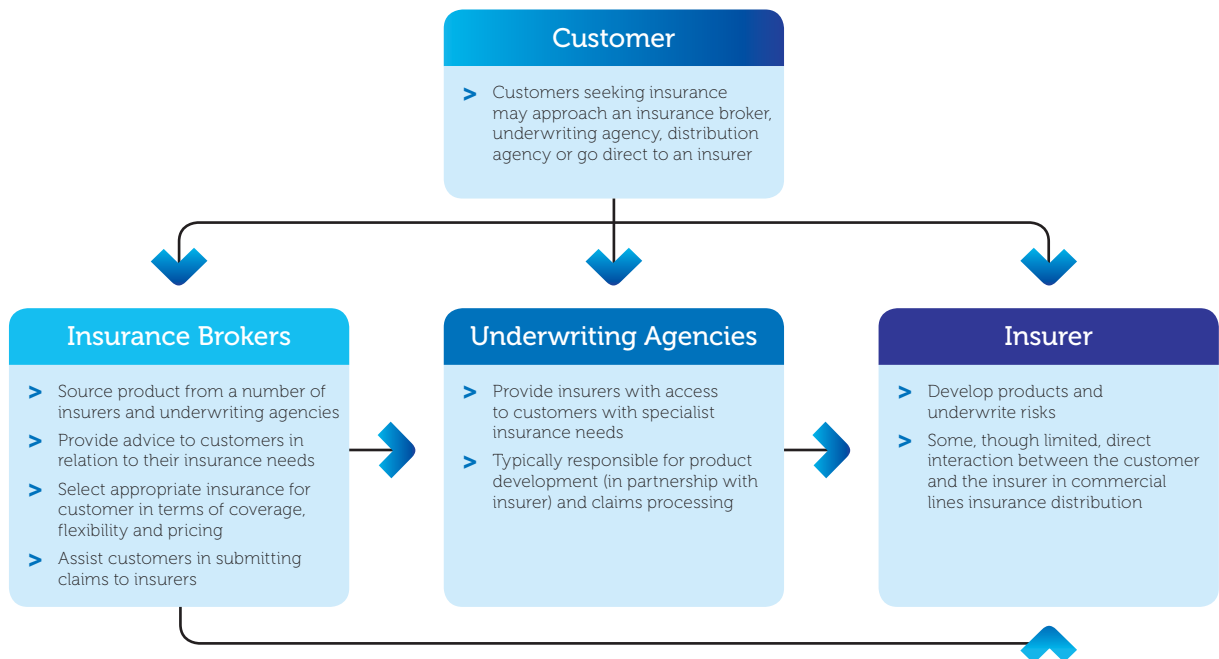 Customer
> Customers seeking insurance
may approach an insurance broker,
underwriting agency, distribution
agency or go direct to an insurer
Insurance Brokers
> Source product from a number of
insurers and underwriting agencies
> Provide advice to customers in
relation to their insurance needs
> Select appropriate insurance for
customer in terms of coverage,
flexibility and pricing
> Assist customers in submitting
claims to insurers
Underwriting Agencies
> Provide insurers with access
to customers with specialist
insurance needs
> Typically responsible for product
development (in partnership with
insurer) and claims processing
Insurer
> Develop products and
underwrite risks
> Some, though limited, direct
interaction between the customer
and the insurer in commercial
lines insurance distribution